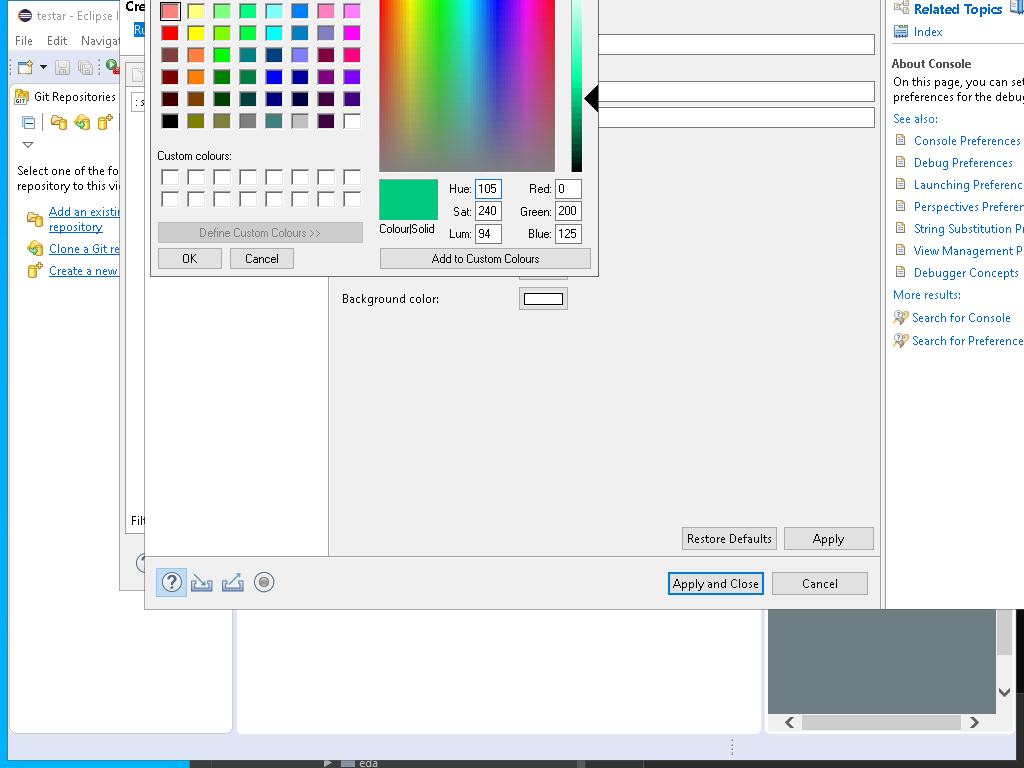 testar - Eclipse I
Cre
Related Topics
File Edit Navigat
Ru
Index
About Console
On this page, you can set
preferences for the debug
Git Repositories
: s
See also:
Console Preferences
Debug Preferences
Launching Preferenc
Perspectives Preferen
String Substitution Pr
View Management P
Debugger Concepts
More results:
Search for Console
Search for Preference
Select one of the fo
repository to this vi
Add an existin
repository
Clone a Git re
Create a new
Custom colours:
Define Custom Colours >>
OK Cancel
Hue: 105 Red: 0
Sat: 240 Green: 200
Colour|Solid
Lum: 94 Blue: 125
Add to Custom Colours
Background color:
Filt
Restore Defaults Apply
Apply and Close Cancel
eda